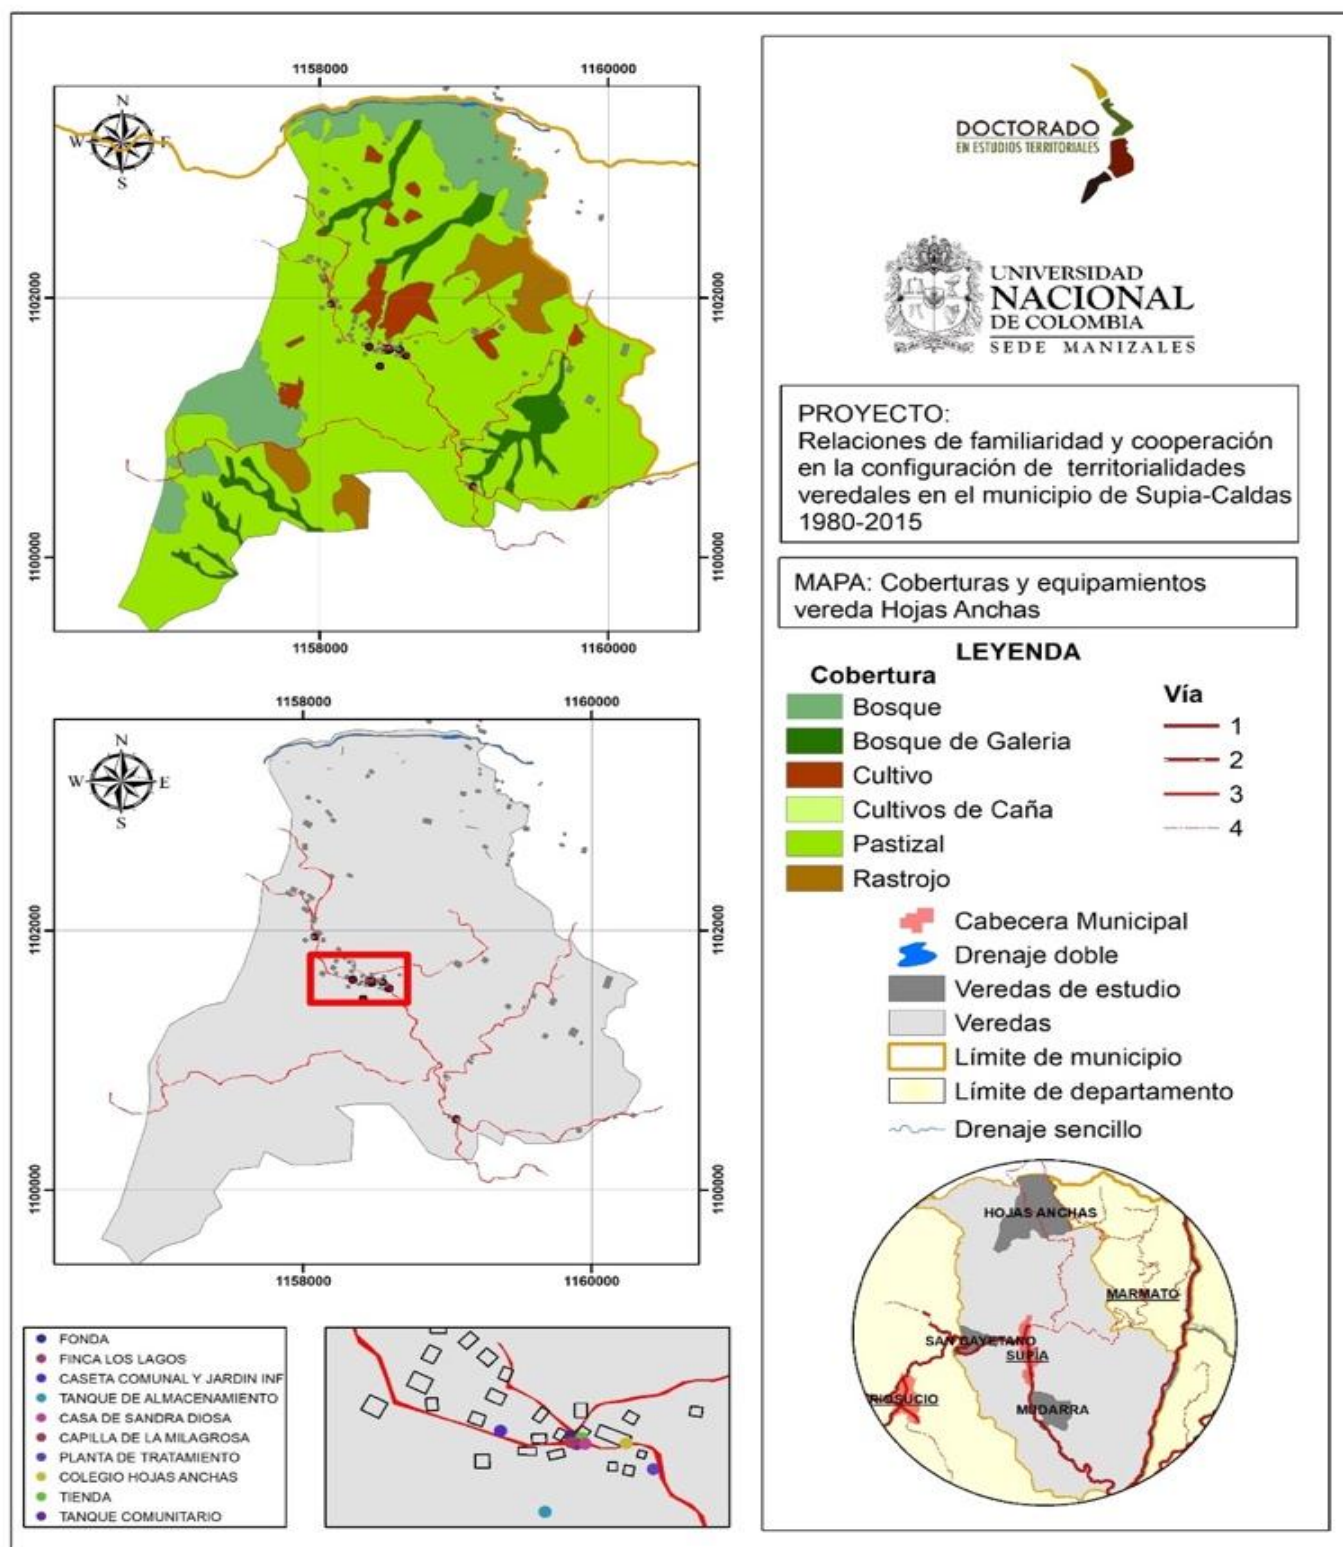 1158000
1160000
N
W
E
S
1102000
1102000
1100000
1100000
1158000
1160000
1158000
1160000
N
W
E
S
1102000
1102000
1100000
1100000
1158000
1160000
FONDA
FINCA LOS LAGOS
CASETA COMUNAL Y JARDIN INF
TANQUE DE ALMACENAMIENTO
CASA DE SANDRA DIOSA
CAPILLA DE LA MILAGROSA
PLANTA DE TRATAMIENTO
COLEGIO HOJAS ANCHAS
TIENDA
TANQUE COMUNITARIO
DOCTORADO
EN ESTUDIOS TERRITORIALES
UNIVERSIDAD
NACIONAL
DE COLOMBIA
SEDE MANIZALES
PROYECTO:
Relaciones de familiaridad y cooperación
en la configuración de territorialidades
veredales en el municipio de Supia-Caldas
1980-2015
MAPA: Coberturas y equipamientos
vereda Hojas Anchas
LEYENDA
Cobertura
Bosque
Bosque de Galeria
Cultivo
Cultivos de Caña
Pastizal
Rastrojo
Vía
1
2
3
4
Cabecera Municipal
Drenaje doble
Veredas de estudio
Veredas
Límite de municipio
Límite de departamento
Drenaje sencillo
HOJAS ANCHAS
MARMATO
SAN CAYETANO
SUPÍA
RIOSUCIO
MUDARRA